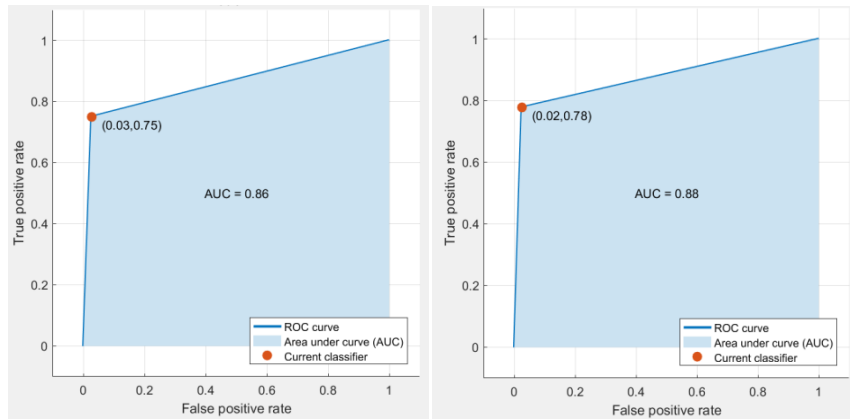 1
0.8
0.6
0.4
0.2
0
True positive rate
(0.03,0.75)
AUC = 0.86
ROC curve
Area under curve (AUC)
Current classifier
0 0.2 0.4 0.6 0.8 1
False positive rate
1
0.8
0.6
0.4
0.2
0
True positive rate
(0.02,0.78)
AUC = 0.88
ROC curve
Area under curve (AUC)
Current classifier
0 0.2 0.4 0.6 0.8 1
False positive rate